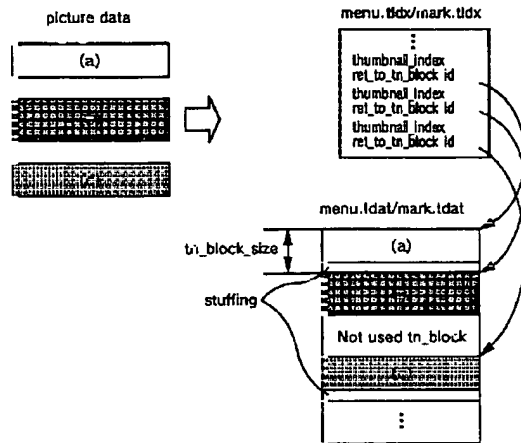 picture data
(a)
menu.tidx/mark.tidx
thumbnail_index
ref_to_tn_block id
thumbnail_index
ref_to_tn_block id
thumbnail_index
ref_to_tn_block id
menu.tdat/mark.tdat
tn_block_size
(a)
stuffing
Not used tn_block